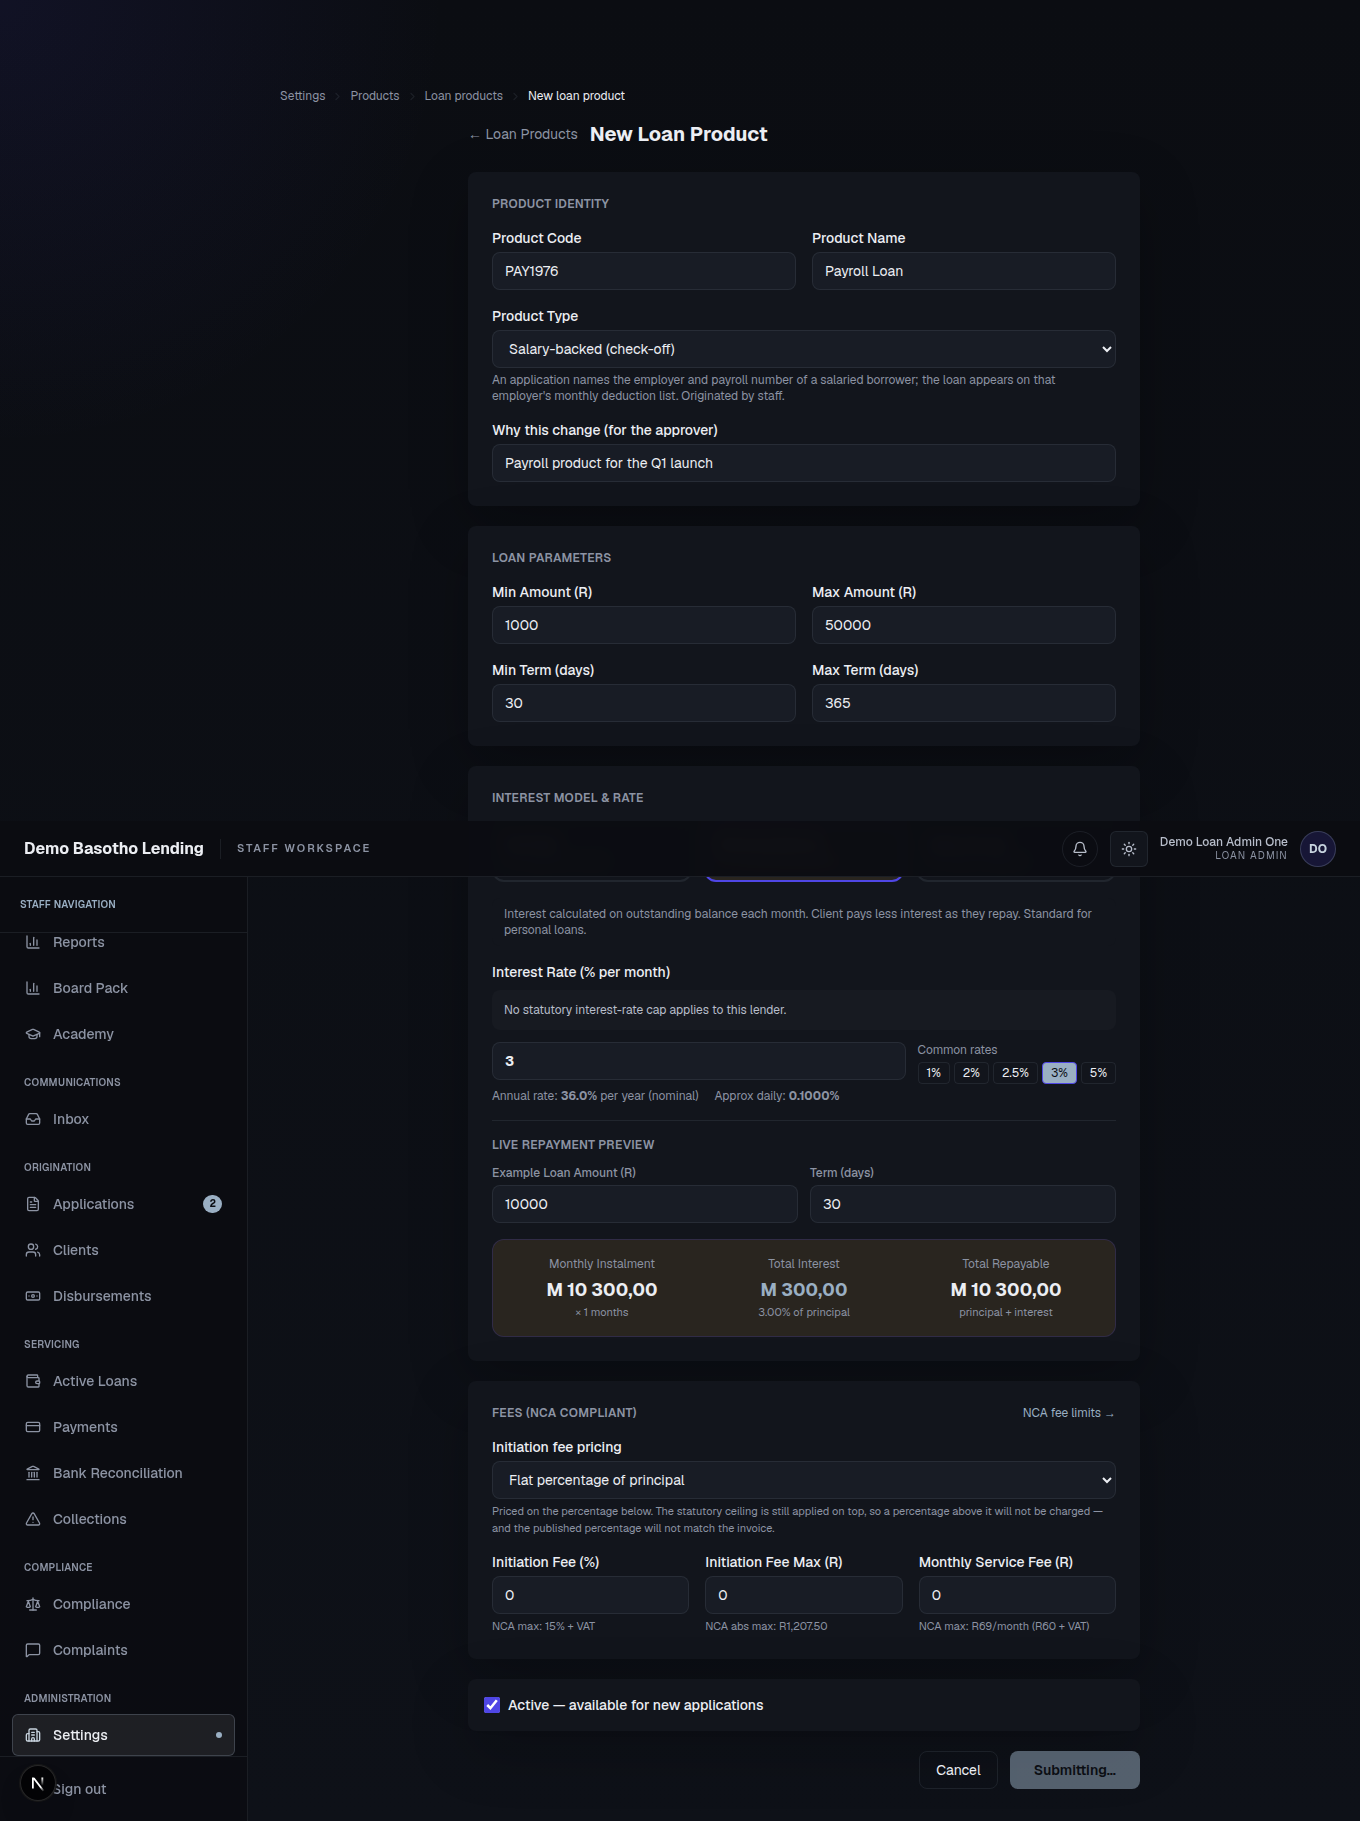 Settings > Products > Loan products > New loan product
← Loan Products New Loan Product
PRODUCT IDENTITY
Product Code
PAY1976
Product Name
Payroll Loan
Product Type
Salary-backed (check-off)
An application names the employer and payroll number of a salaried borrower; the loan appears on that
employer's monthly deduction list. Originated by staff.
Why this change (for the approver)
Payroll product for the Q1 launch
LOAN PARAMETERS
Min Amount (R)
1000
Max Amount (R)
50000
Min Term (days)
30
Max Term (days)
365
INTEREST MODEL & RATE
Demo Basotho Lending
STAFF WORKSPACE
Demo Loan Admin One
LOAN ADMIN
DO
STAFF NAVIGATION
Reports
Board Pack
Academy
COMMUNICATIONS
Inbox
ORIGINATION
Applications 2
Clients
Disbursements
SERVICING
Active Loans
Payments
Bank Reconciliation
Collections
COMPLIANCE
Compliance
Complaints
ADMINISTRATION
Settings
N
Sign out
Interest calculated on outstanding balance each month. Client pays less interest as they repay. Standard for
personal loans.
Interest Rate (% per month)
No statutory interest-rate cap applies to this lender.
3
Common rates
1% 2% 2.5% 3% 5%
Annual rate: 36.0% per year (nominal) Approx daily: 0.1000%
LIVE REPAYMENT PREVIEW
Example Loan Amount (R)
10000
Term (days)
30
Monthly Instalment
M 10 300,00
× 1 months
Total Interest
M 300,00
3.00% of principal
Total Repayable
M 10 300,00
principal + interest
FEES (NCA COMPLIANT)
NCA fee limits →
Initiation fee pricing
Flat percentage of principal
Priced on the percentage below. The statutory ceiling is still applied on top, so a percentage above it will not be charged —
and the published percentage will not match the invoice.
Initiation Fee (%)
0
NCA max: 15% + VAT
Initiation Fee Max (R)
0
NCA abs max: R1,207.50
Monthly Service Fee (R)
0
NCA max: R69/month (R60 + VAT)
Active — available for new applications
Cancel
Submitting...